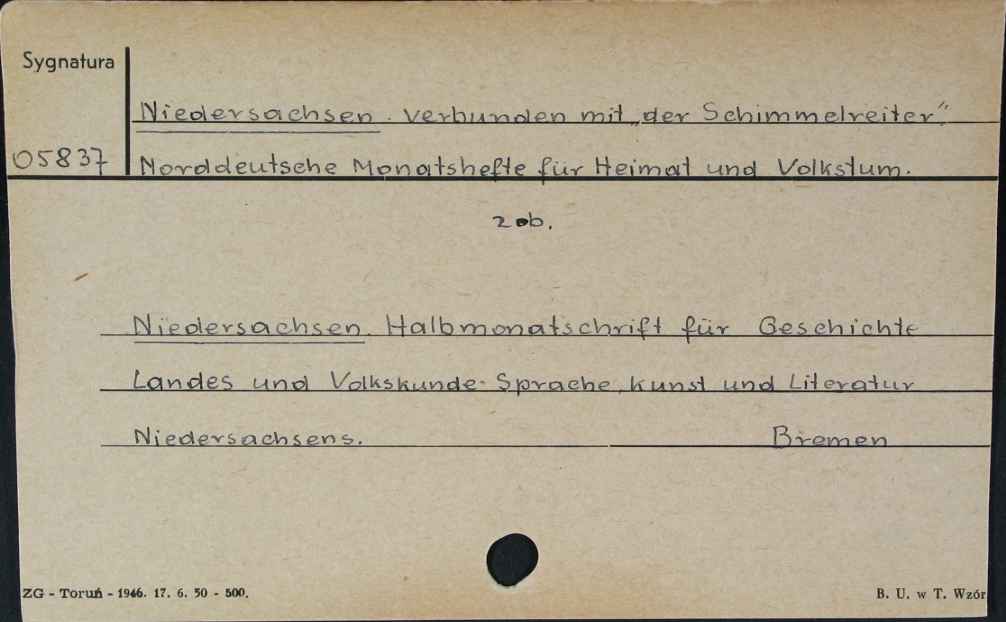 Sygnatura
Niedersachsen. verbunden mit „der Schimmelreiter"
05837 Norddeutsche Monatshefte für Heimat und Volkstum.
z ob.
Niedersachsen. Halbmonatschrift für Geschichte
Landes und Volkskunde. Sprache, kunst und Literatur
Niedersachsens. Bremen
ZG - Toruń - 1946. 17. 6. 50 - 500. B. U. w T. Wzór